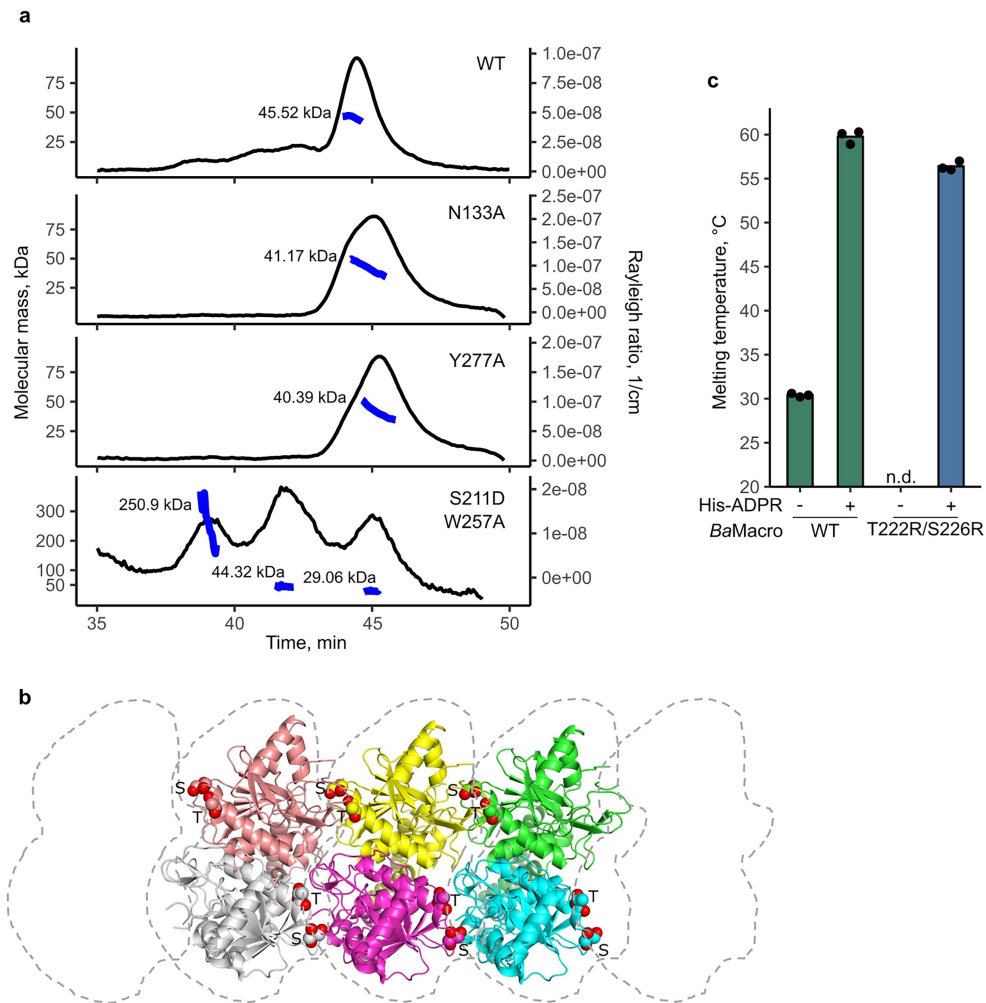 a
WT
1.0e-07
75
7.5e-08
50
45.52 kDa
5.0e-08
25
2.5e-08
0.0e+00
N133A
2.5e-07
75
2.0e-07
1.5e-07
50
41.17 kDa
1.0e-07
25
5.0e-08
0.0e+00
Y277A
2.0e-07
75
1.5e-07
50
40.39 kDa
1.0e-07
25
5.0e-08
0.0e+00
S211D
W257A
250.9 kDa
44.32 kDa
29.06 kDa
300
200
100
50
2e-08
1e-08
0e+00
35
40
45
50
Time, min
Molecular mass, kDa
Rayleigh ratio, 1/cm
c
60
55
50
45
40
35
30
25
20
Melting temperature, °C
n.d.
His-ADPR - + - +
BaMacro WT T222R/S226R
b
S
T
S
T
S
T
T
S
T
S
T
S